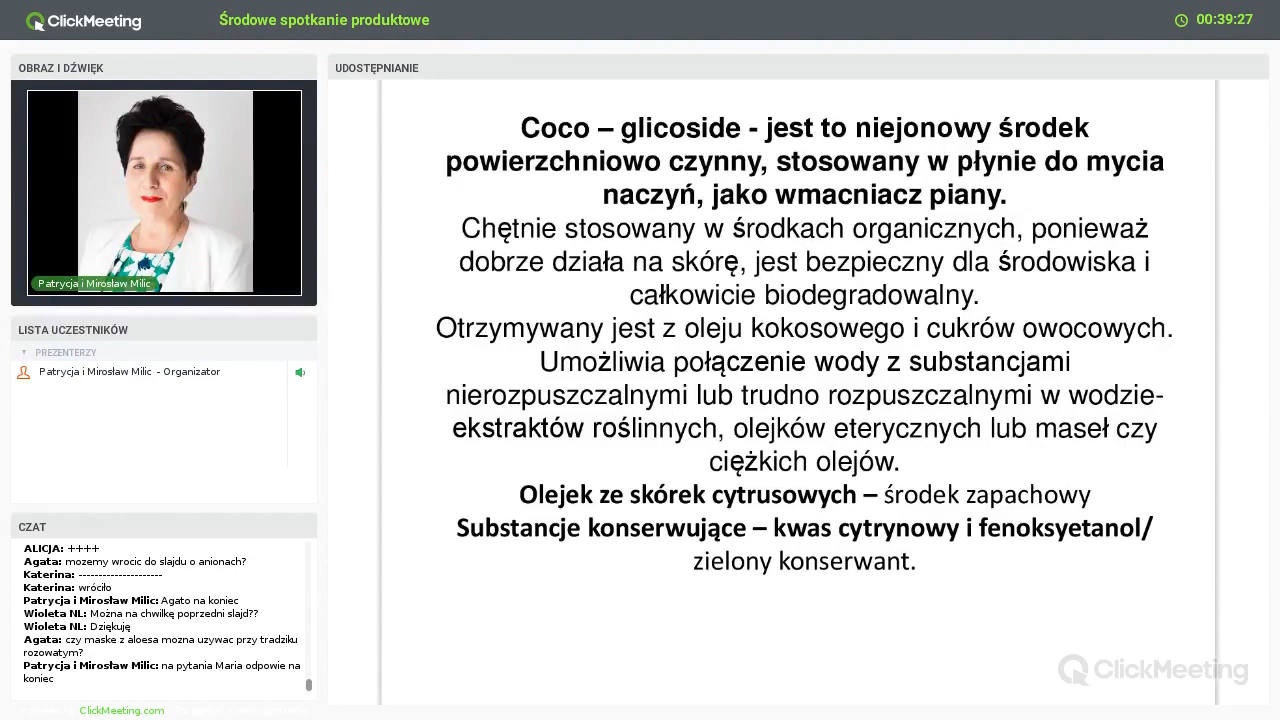 ClickMeeting
Środowe spotkanie produktowe
00:39:27
OBRAZ I DŹWIĘK
Patrycja i Mirosław Milic
LISTA UCZESTNIKÓW
PREZENTERZY
Patrycja i Mirosław Milic - Organizator
CZAT
ALICJA: ++++
Agata: mozemy wrocic do slajdu o anionach?
Katerina: ---------------------
Katerina: wróciło
Patrycja i Mirosław Milic: Agato na koniec
Wioleta NL: Można na chwilkę poprzedni slajd??
Wioleta NL: Dziękuję
Agata: czy maske z aloesa mozna uzywac przy tradziku
rozowatym?
Patrycja i Mirosław Milic: na pytania Maria odpowie na
koniec
ClickMeeting.com
UDOSTĘPNIANIE
Coco – glicoside - jest to niejonowy środek
powierzchniowo czynny, stosowany w płynie do mycia
naczyń, jako wmacniacz piany.
Chętnie stosowany w środkach organicznych, ponieważ
dobrze działa na skórę, jest bezpieczny dla środowiska i
całkowicie biodegradowalny.
Otrzymywany jest z oleju kokosowego i cukrów owocowych.
Umożliwia połączenie wody z substancjami
nierozpuszczalnymi lub trudno rozpuszczalnymi w wodzie-
ekstraktów roślinnych, olejków eterycznych lub maseł czy
ciężkich olejów.
Olejek ze skórek cytrusowych – środek zapachowy
Substancje konserwujące – kwas cytrynowy i fenoksyetanol/
zielony konserwant.
ClickMeeting